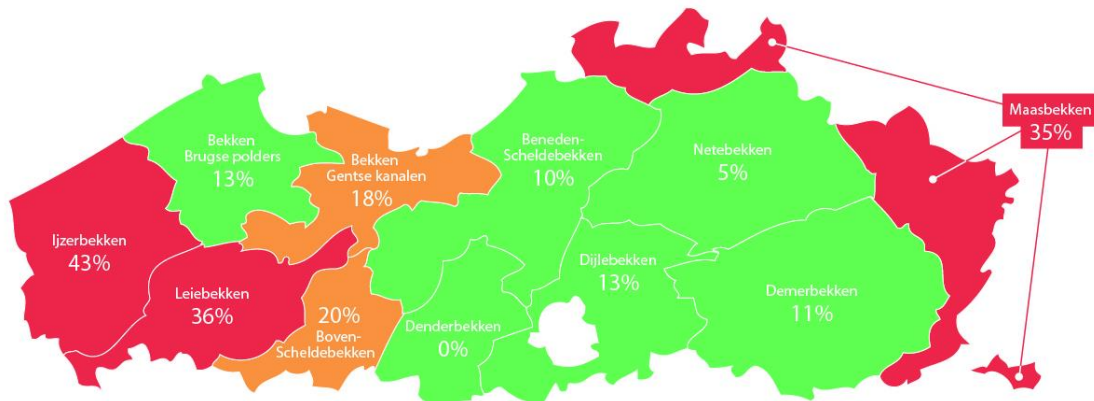 Maasbekken
35%
Bekken
Brugse polders
13%
Bekken
Gentse kanalen
18%
Beneden-
Scheldebekken
10%
Netebekken
5%
Ijzerbekken
43%
Leiebekken
36%
20%
Boven-
Scheldebekken
Denderbekken
0%
Dijlebekken
13%
Demerbekken
11%